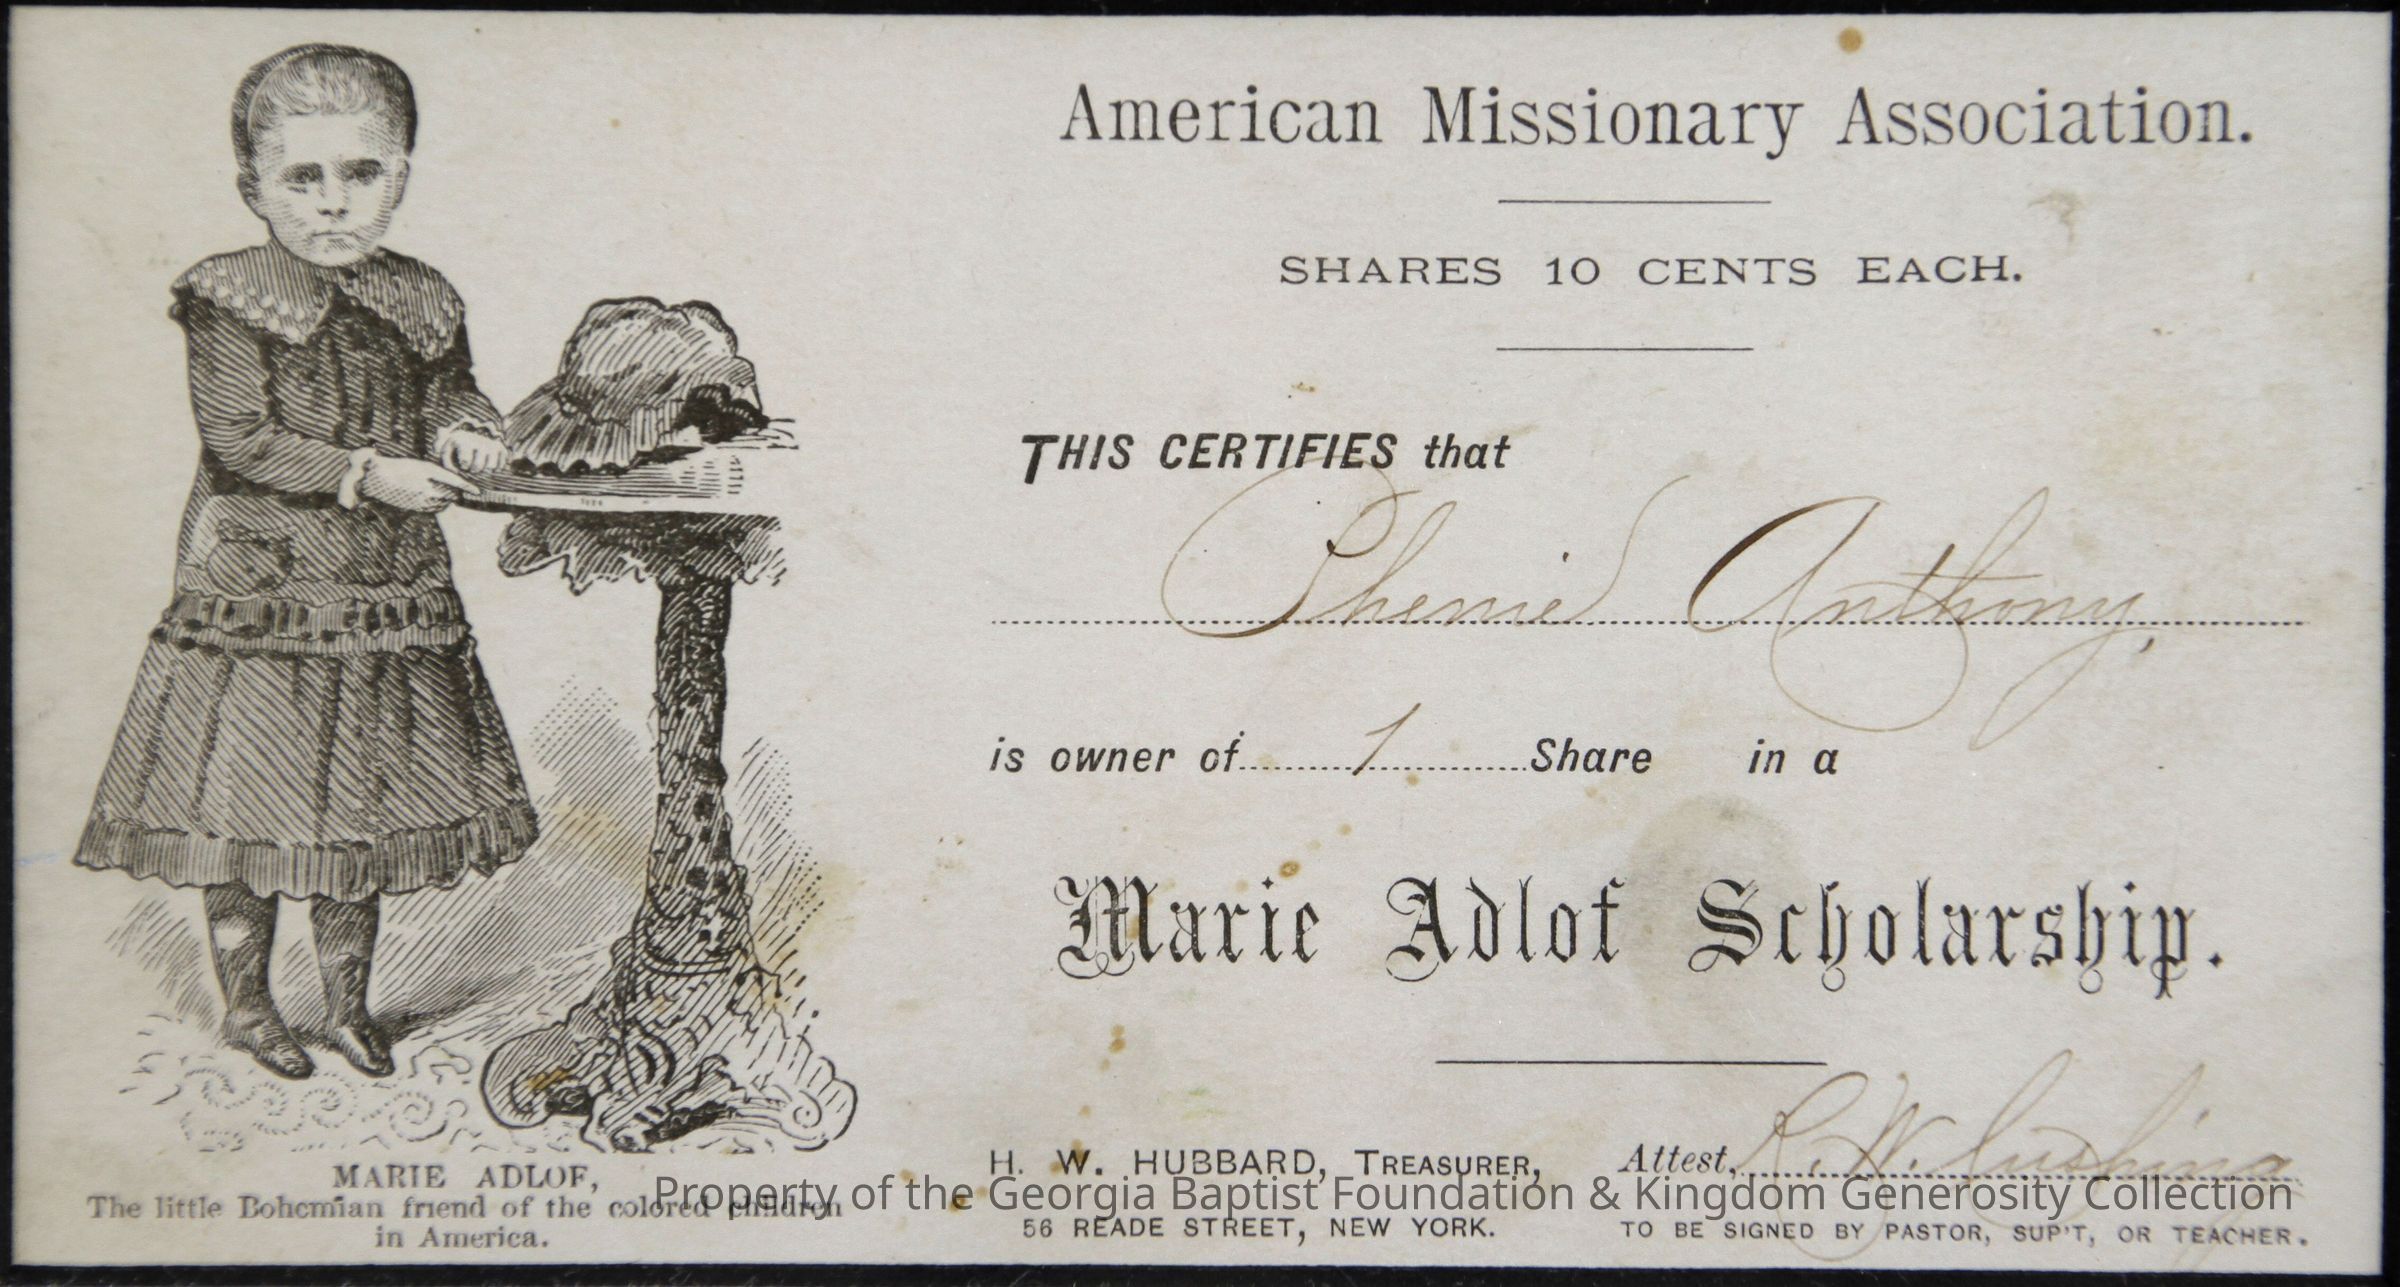 American Missionary Association.
SHARES 10 CENTS EACH.
THIS CERTIFIES that
Phenie Anthony,
is owner of 1 Share in a
Marie Adlof Scholarship.
H. W. HUBBARD, TREASURER,
56 READE STREET, NEW YORK.
Attest, R. W. Cushing
TO BE SIGNED BY PASTOR, SUP'T, OR TEACHER.
MARIE ADLOF,
The little Bohemian friend of the colored children
in America.
Property of the Georgia Baptist Foundation & Kingdom Generosity Collection